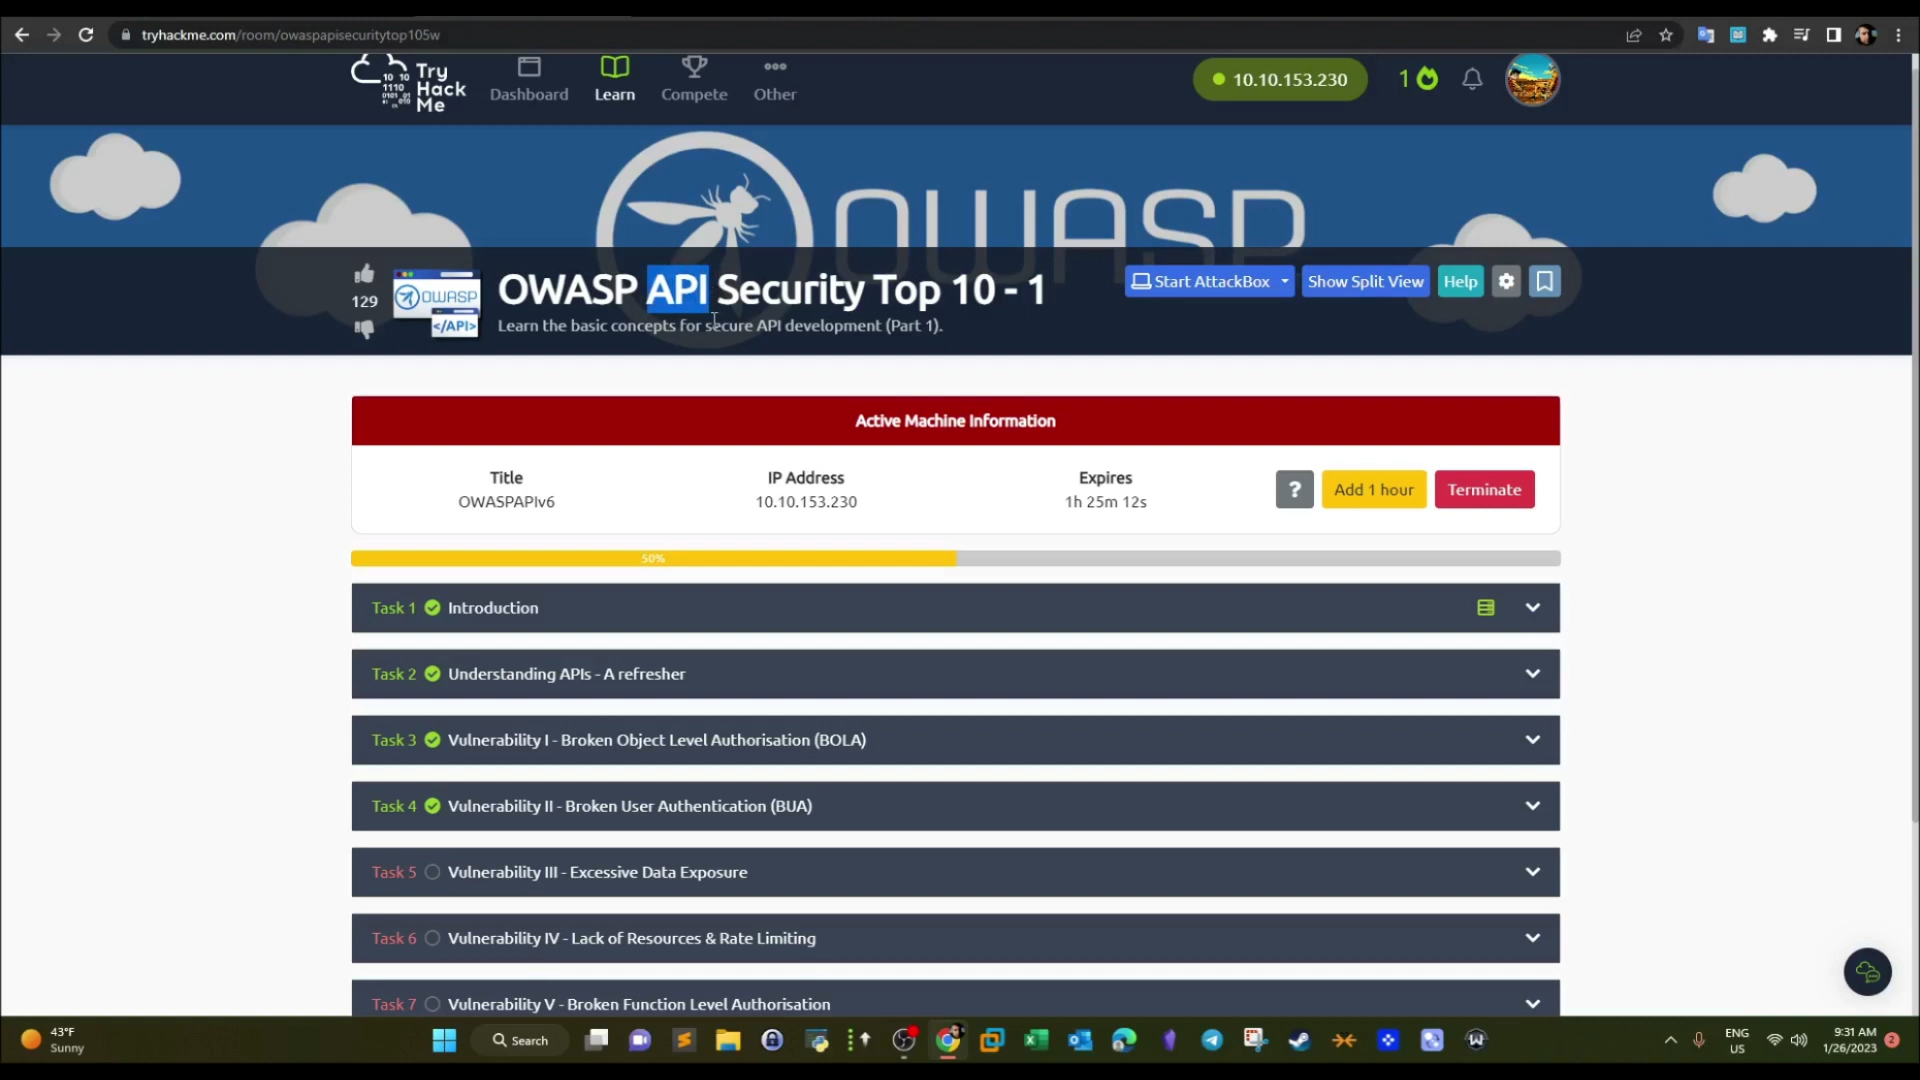 tryhackme.com/room/owaspapisecuritytop105w
Try Hack Me
Dashboard
Learn
Compete
Other
10.10.153.230
1
OWASP
129
OWASP
</API>
OWASP API Security Top 10 - 1
Learn the basic concepts for secure API development (Part 1).
Start AttackBox
Show Split View
Help
Active Machine Information
Title
IP Address
Expires
OWASPAPIv6
10.10.153.230
1h 25m 12s
?
Add 1 hour
Terminate
50%
Task 1 Introduction
Task 2 Understanding APIs - A refresher
Task 3 Vulnerability I - Broken Object Level Authorisation (BOLA)
Task 4 Vulnerability II - Broken User Authentication (BUA)
Task 5 Vulnerability III - Excessive Data Exposure
Task 6 Vulnerability IV - Lack of Resources & Rate Limiting
Task 7 Vulnerability V - Broken Function Level Authorisation
43°F
Sunny
Search
ENG
US
9:31 AM
1/26/2023
2